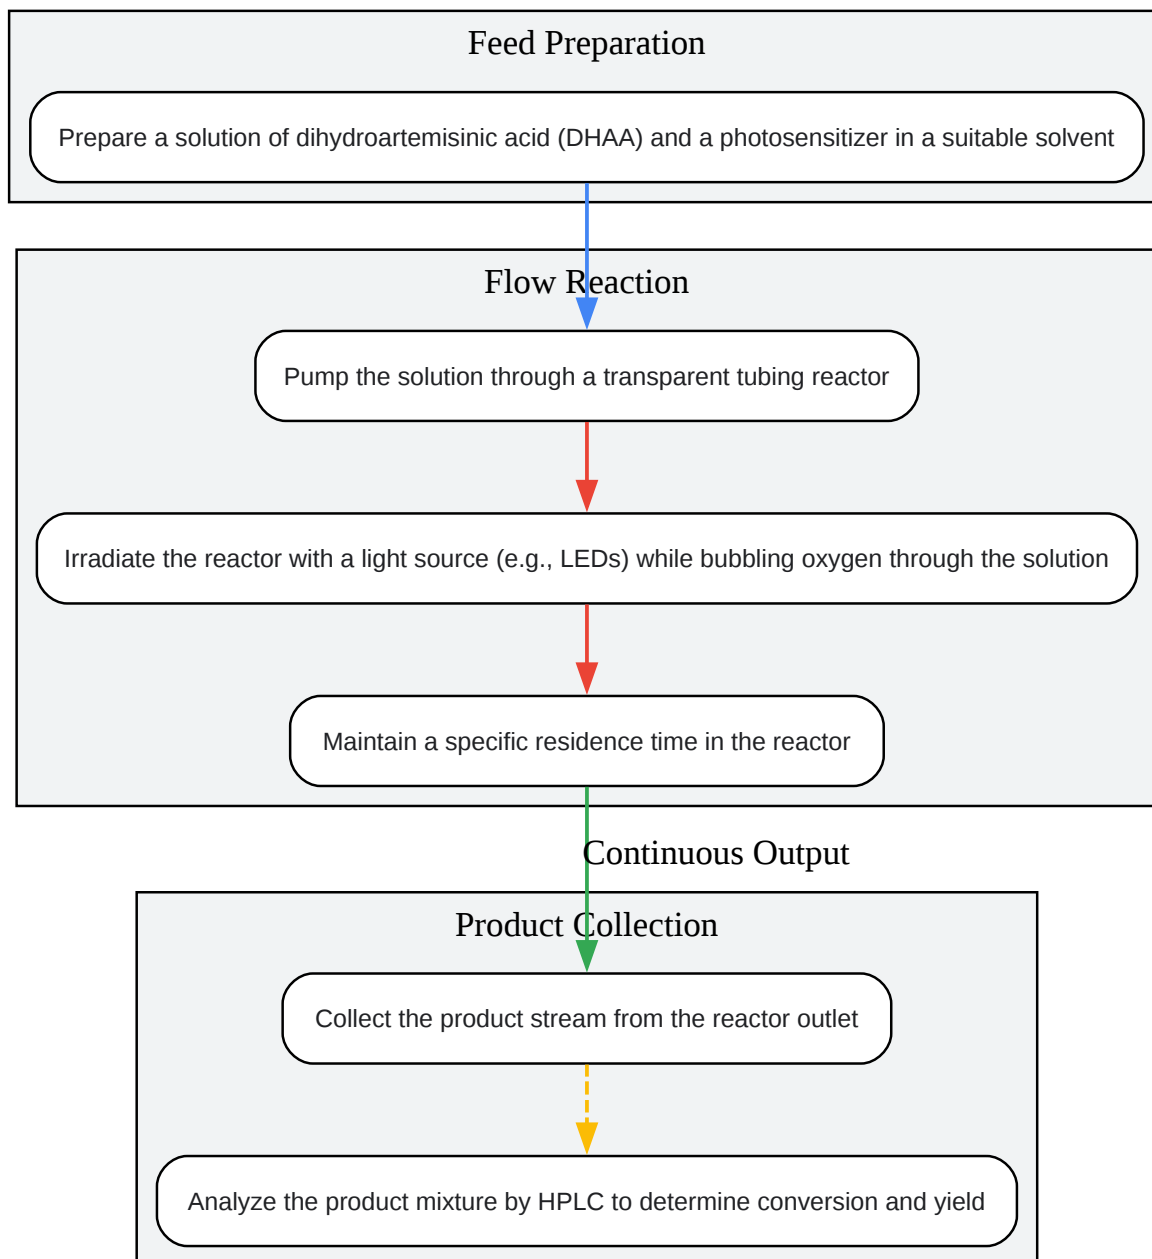 Feed Preparation
Prepare a solution of dihydroartemisinic acid (DHAA) and a photosensitizer in a suitable solvent
Flow Reaction
Pump the solution through a transparent tubing reactor
Irradiate the reactor with a light source (e.g., LEDs) while bubbling oxygen through the solution
Maintain a specific residence time in the reactor
Continuous Output
Product Collection
Collect the product stream from the reactor outlet
Analyze the product mixture by HPLC to determine conversion and yield